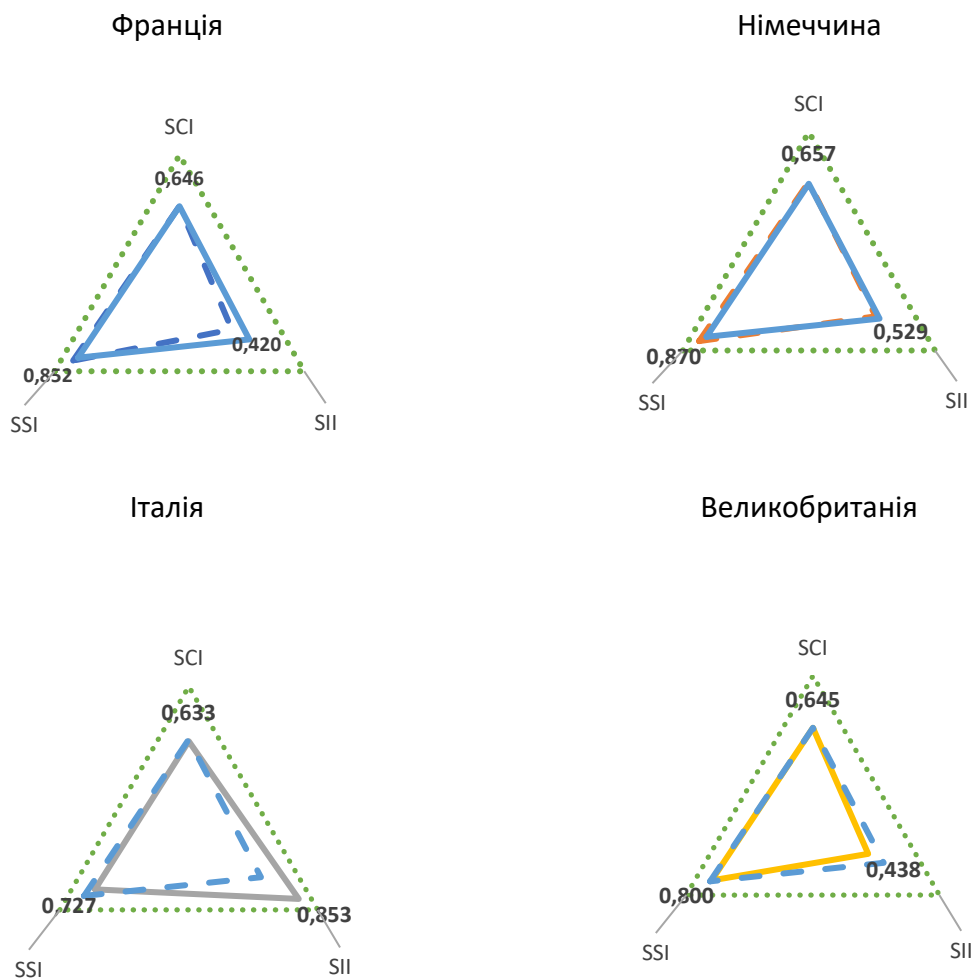 Франція
SCI
0,646
0,420
0,852
SSI
SII
Німеччина
SCI
0,657
0,529
0,870
SSI
SII
Італія
SCI
0,633
0,727
0,853
SSI
SII
Великобританія
SCI
0,645
0,438
0,800
SSI
SII